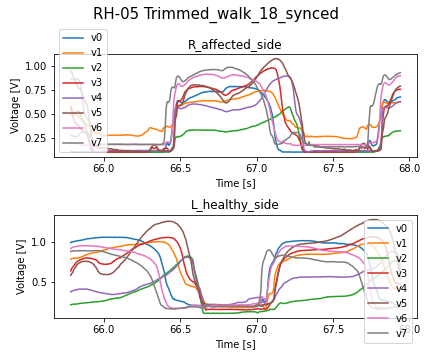 RH-05 Trimmed_walk_18_synced
R_affected_side
Voltage [V]
1.00
0.75
0.50
0.25
v0
v1
v2
v3
v4
v5
v6
v7
66.0
66.5
67.0
67.5
68.0
Time [s]
L_healthy_side
Voltage [V]
1.0
0.5
v0
v1
v2
v3
v4
v5
v6
v7
66.0
66.5
67.0
67.5
68.0
Time [s]